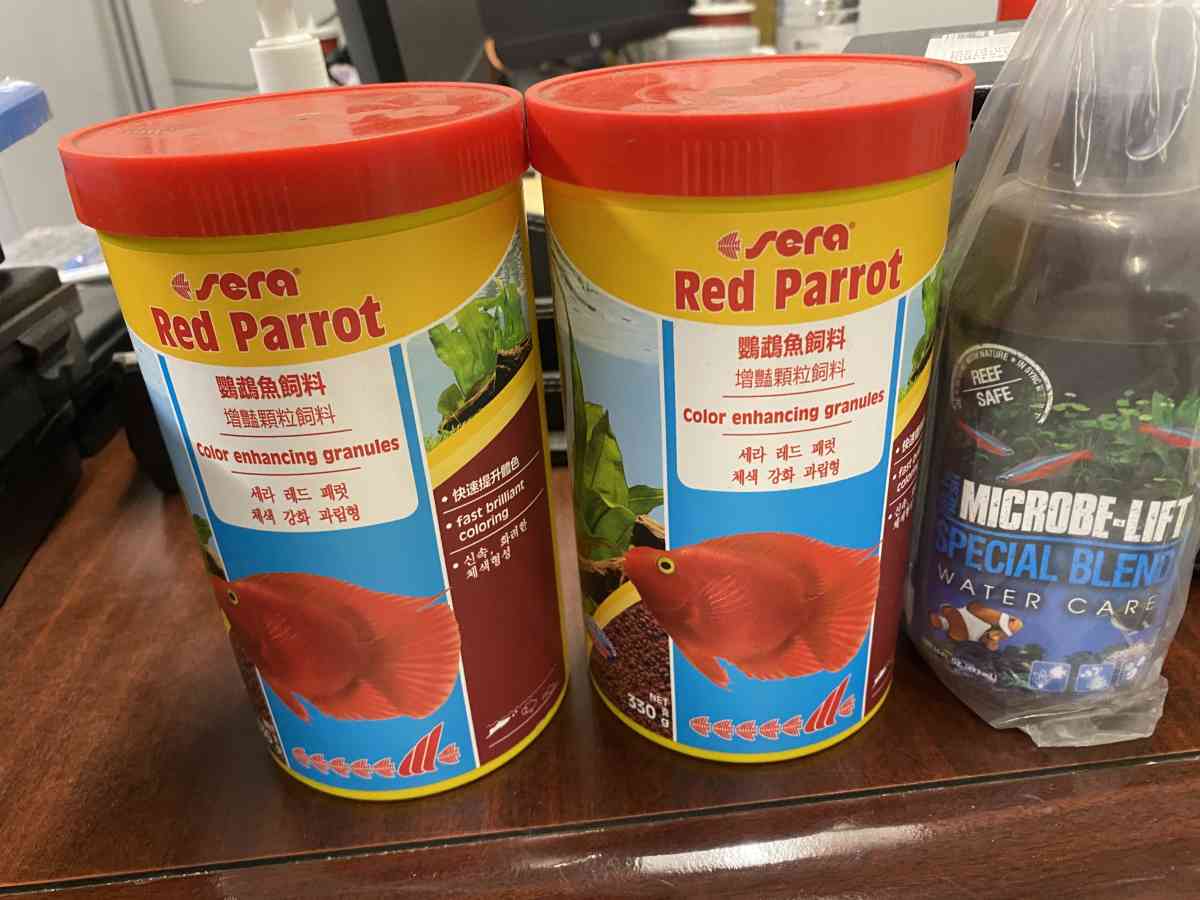 sera®
Red Parrot
鸚鵡魚飼料
增豔顆粒飼料
Color enhancing granules
세라 레드 패럿
체색 강화 과립형
• 快速提升體色
• fast brilliant
coloring
• 신속, 화려한
체색형성
sera®
Red Parrot
鸚鵡魚飼料
增豔顆粒飼料
Color enhancing granules
세라 레드 패럿
체색 강화 과립형
NET
330 g
REEF
SAFE
MICROBE-LIFT
SPECIAL BLEND
WATER CARE